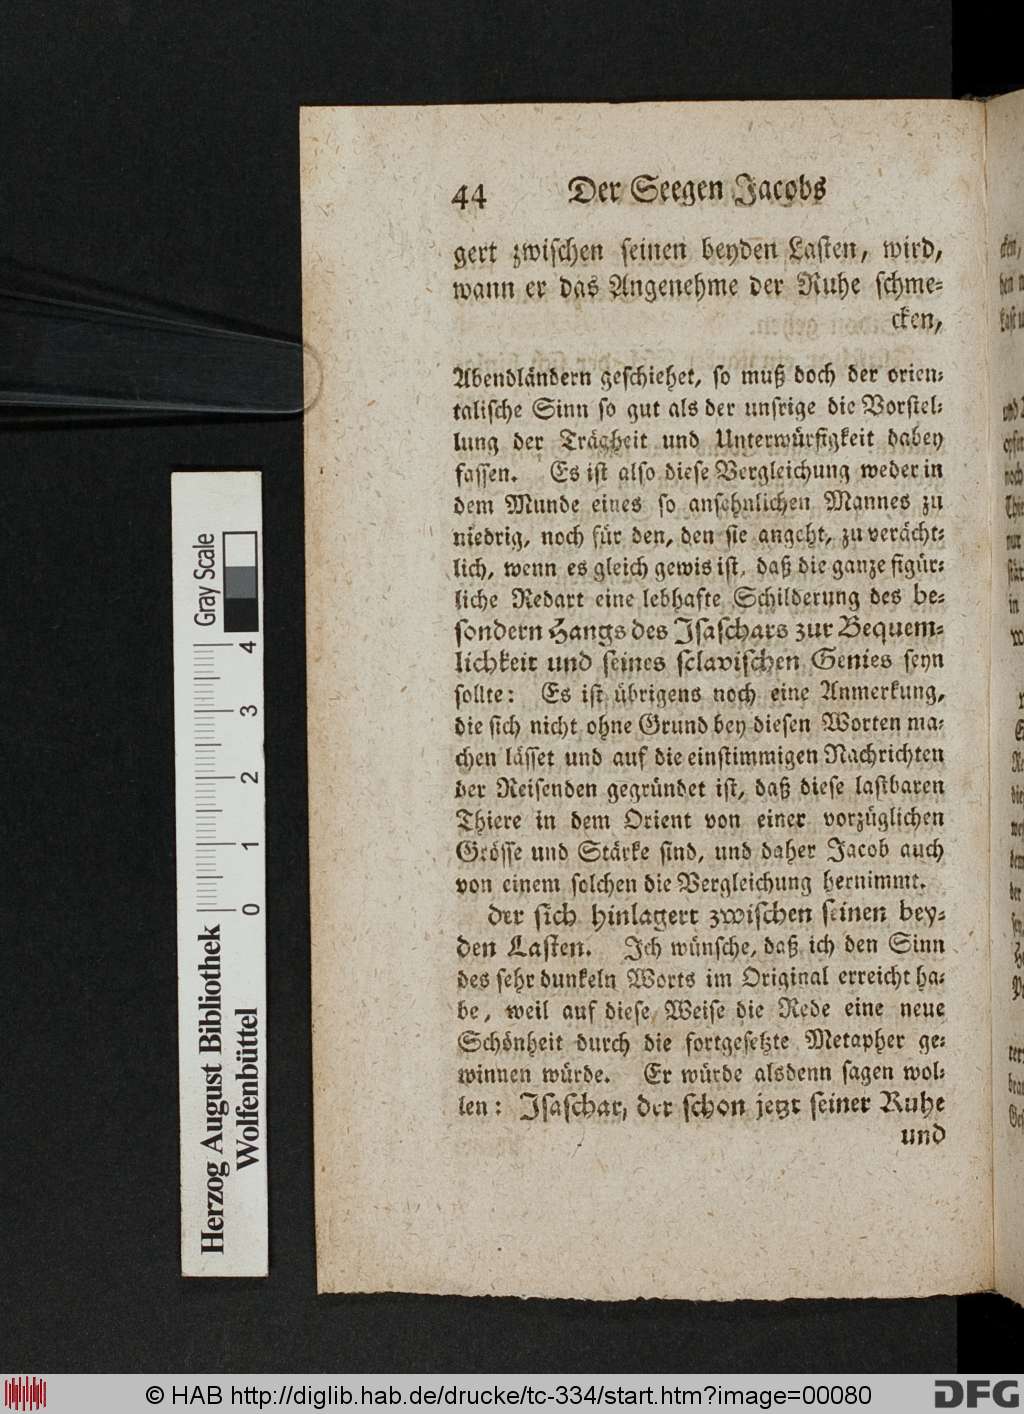 44 Der Seegen Jacobs
gert zwischen seinen beyden Lasten, wird,
wann er das Angenehme der Ruhe schme-
cken,
Abendländern geschiehet, so muß doch der orien-
talische Sinn so gut als der unsrige die Vorstel-
lung der Trägheit und Unterwürfigkeit dabey
fassen. Es ist also diese Vergleichung weder in
dem Munde eines so ansehnlichen Mannes zu
niedrig, noch für den, den sie angeht, zu verächt-
lich, wenn es gleich gewis ist, daß die ganze figür-
liche Redart eine lebhafte Schilderung des be-
sondern Hangs des Isaschars zur Bequem-
lichkeit und seines sclavischen Genies seyn
sollte: Es ist übrigens noch eine Anmerkung,
die sich nicht ohne Grund bey diesen Worten ma-
chen lässet und auf die einstimmigen Nachrichten
der Reisenden gegründet ist, daß diese lastbaren
Thiere in dem Orient von einer vorzüglichen
Grösse und Stärke sind, und daher Jacob auch
von einem solchen die Vergleichung hernimmt.
der sich hinlagert zwischen seinen bey-
den Lasten. Ich wünsche, daß ich den Sinn
des sehr dunkeln Worts im Original erreicht ha-
be, weil auf diese Weise die Rede eine neue
Schönheit durch die fortgesetzte Metapher ge-
winnen würde. Er würde alsdenn sagen wol-
len: Isaschar, der schon jetzt seiner Ruhe
und
Herzog August Bibliothek
Wolfenbüttel
0 1 2 3 4
Gray Scale
© HAB http://diglib.hab.de/drucke/tc-334/start.htm?image=00080
DFG